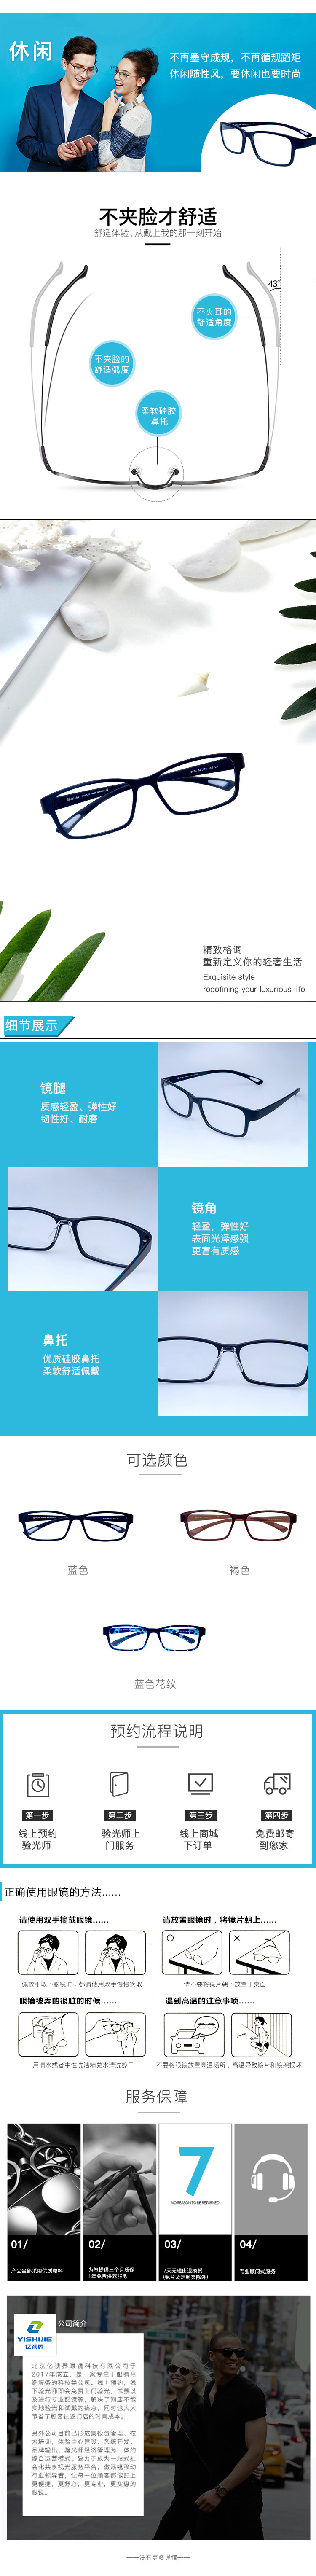 休闲
不再墨守成规，不再循规蹈矩
休闲随性风，要休闲也要时尚
不夹脸才舒适
舒适体验，从戴上我的那一刻开始
43°
不夹耳的
舒适角度
不夹脸的
舒适弧度
柔软硅胶
鼻托
精致格调
重新定义你的轻奢生活
Exquisite style
redefining your luxurious life
细节展示
镜腿
质感轻盈、弹性好
韧性好、耐磨
镜角
轻盈，弹性好
表面光泽感强
更富有质感
鼻托
优质硅胶鼻托
柔软舒适佩戴
可选颜色
蓝色
褐色
蓝色花纹
预约流程说明
第一步
线上预约
验光师
第二步
验光师上
门服务
第三步
线上商城
下订单
第四步
免费邮寄
到您家
正确使用眼镜的方法......
请使用双手摘戴眼镜......
请放置眼镜时，将镜片朝上......
佩戴和取下眼镜时，都请使用双手慢慢摘取
请不要将镜片朝下放置于桌面
眼镜被弄的很脏的时候......
遇到高温的注意事项......
用清水或者中性洗洁精兑水清洗擦干
不要将眼镜放置高温场所，高温导致镜片和镜架损坏
服务保障
7
NO REASON TO BE RETURNED
01/
产品全部采用优质原料
02/
为您提供三个月质保
1年免费保养服务
03/
7天无理由退换货
(镜片及定制类除外)
04/
专业顾问式服务
YISHIJIE
亿视界
公司简介
北京亿视界眼镜科技有限公司于
2017年成立，是一家专注于眼睛高
端服务的科技类公司。线上预约，线
下验光师即会免费上门验光、试戴以
及进行专业配镜等，解决了网店不能
实地验光和试戴的痛点，同时也大大
节省了顾客往返门店的时间成本。
另外公司目前已形成集投资管理、技
术培训、体验中心建设、系统开发、
品牌输出、验光师经济管理为一体的
综合运营模式。致力于成为一站式社
会化共享视光服务平台，做眼镜移动
行业领导者，让每一位顾客都能配上
更便捷、更舒心、更专业、更实惠的
眼镜。
——没有更多详情——